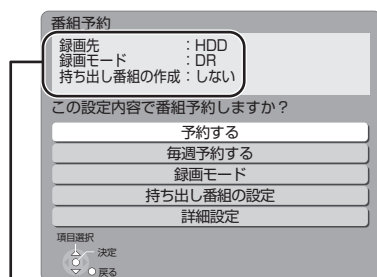 番組予約
録画先　　　：HDD
録画モード　：DR
持ち出し番組の作成：しない
この設定内容で番組予約しますか？
予約する
毎週予約する
録画モード
持ち出し番組の設定
詳細設定
項目選択
決定
戻る